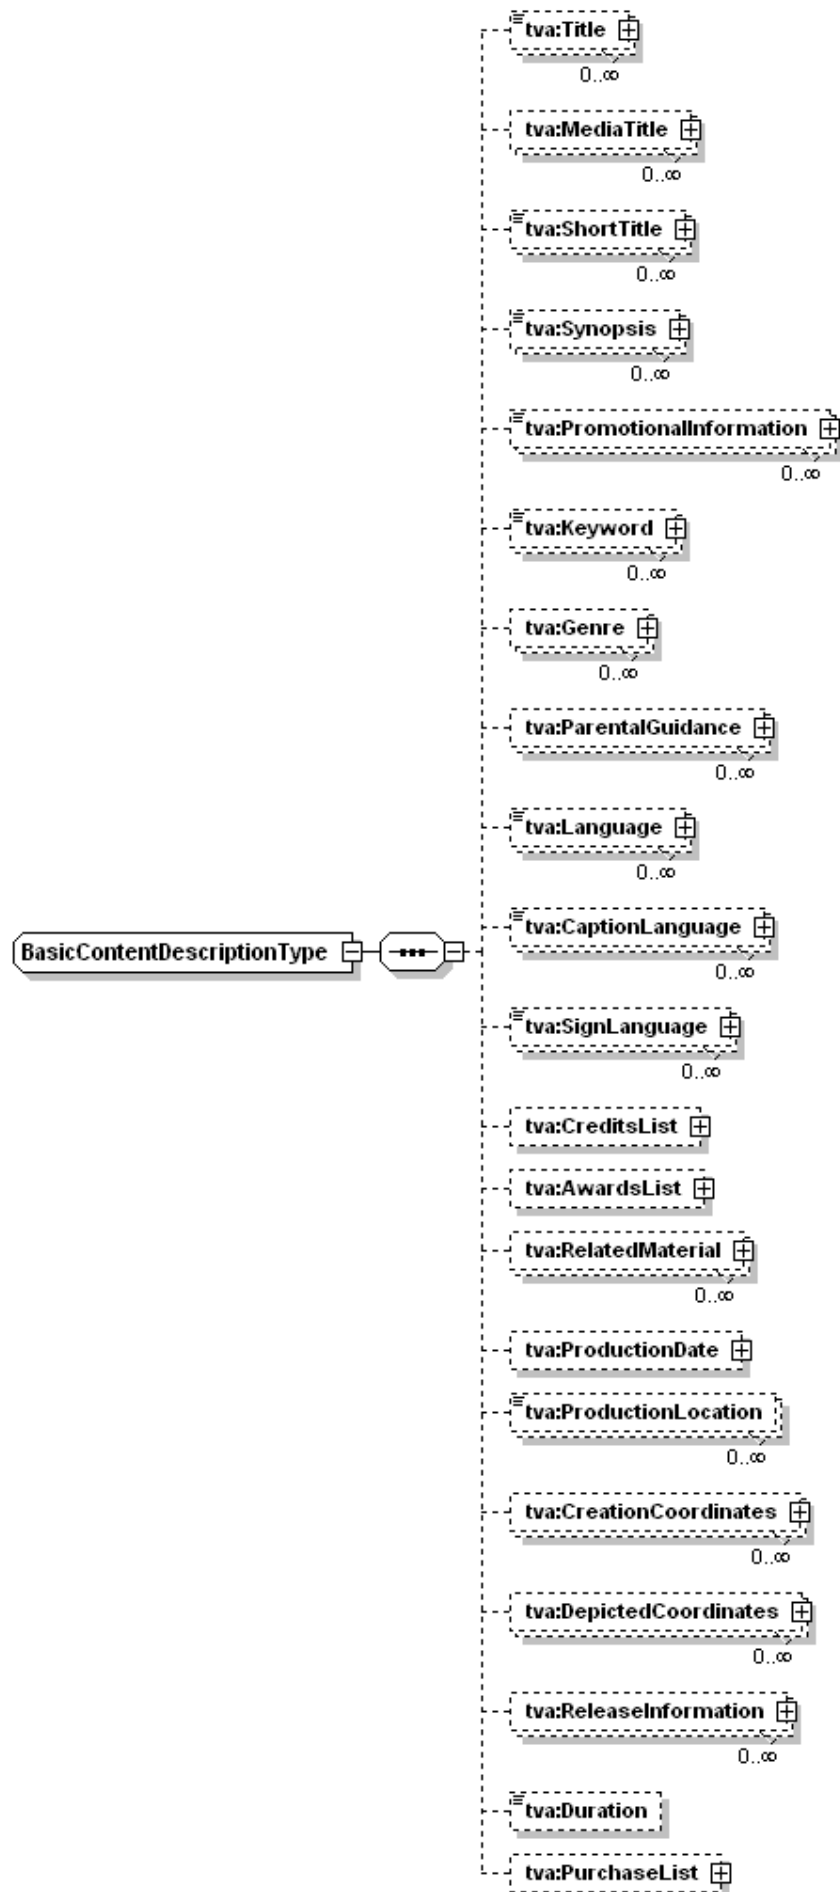 tva:Title
0..∞
tva:MediaTitle
0..∞
tva:ShortTitle
0..∞
tva:Synopsis
0..∞
tva:PromotionalInformation
0..∞
tva:Keyword
0..∞
tva:Genre
0..∞
tva:ParentalGuidance
0..∞
tva:Language
0..∞
tva:CaptionLanguage
0..∞
BasicContentDescriptionType
tva:SignLanguage
0..∞
tva:CreditsList
tva:AwardsList
tva:RelatedMaterial
0..∞
tva:ProductionDate
tva:ProductionLocation
0..∞
tva:CreationCoordinates
0..∞
tva:DepictedCoordinates
0..∞
tva:ReleaseInformation
0..∞
tva:Duration
tva:PurchaseList